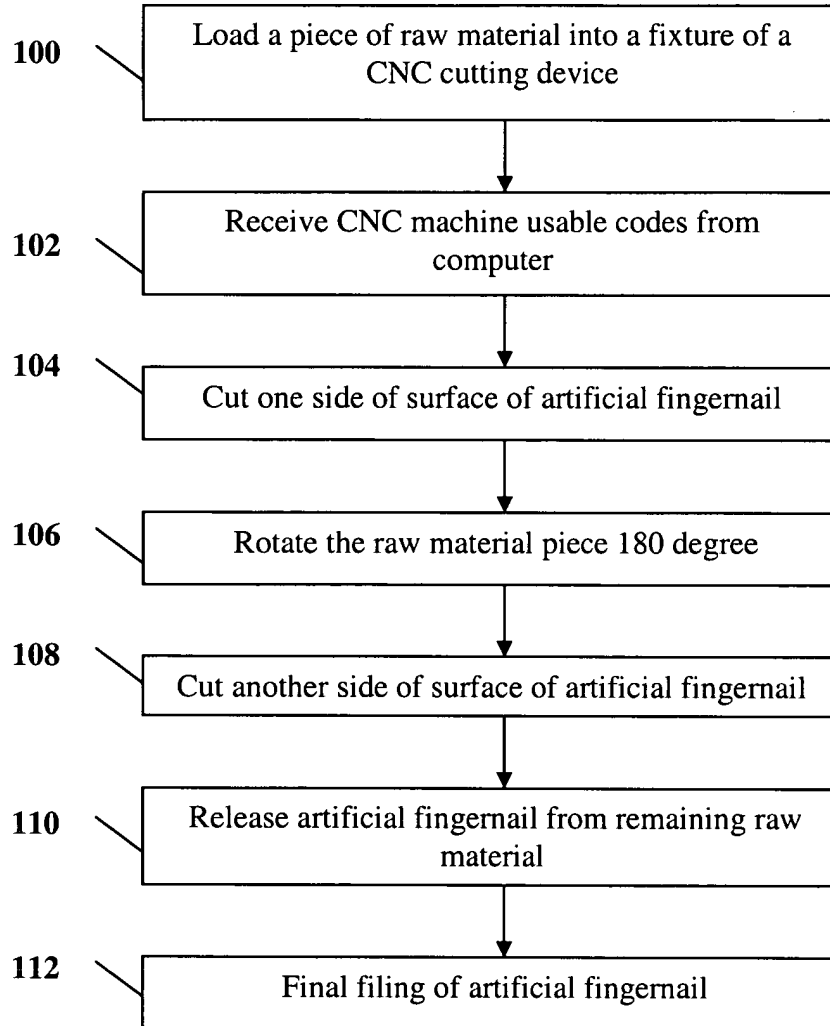 100
Load a piece of raw material into a fixture of a
CNC cutting device
102
Receive CNC machine usable codes from
computer
104
Cut one side of surface of artificial fingernail
106
Rotate the raw material piece 180 degree
108
Cut another side of surface of artificial fingernail
110
Release artificial fingernail from remaining raw
material
112
Final filing of artificial fingernail